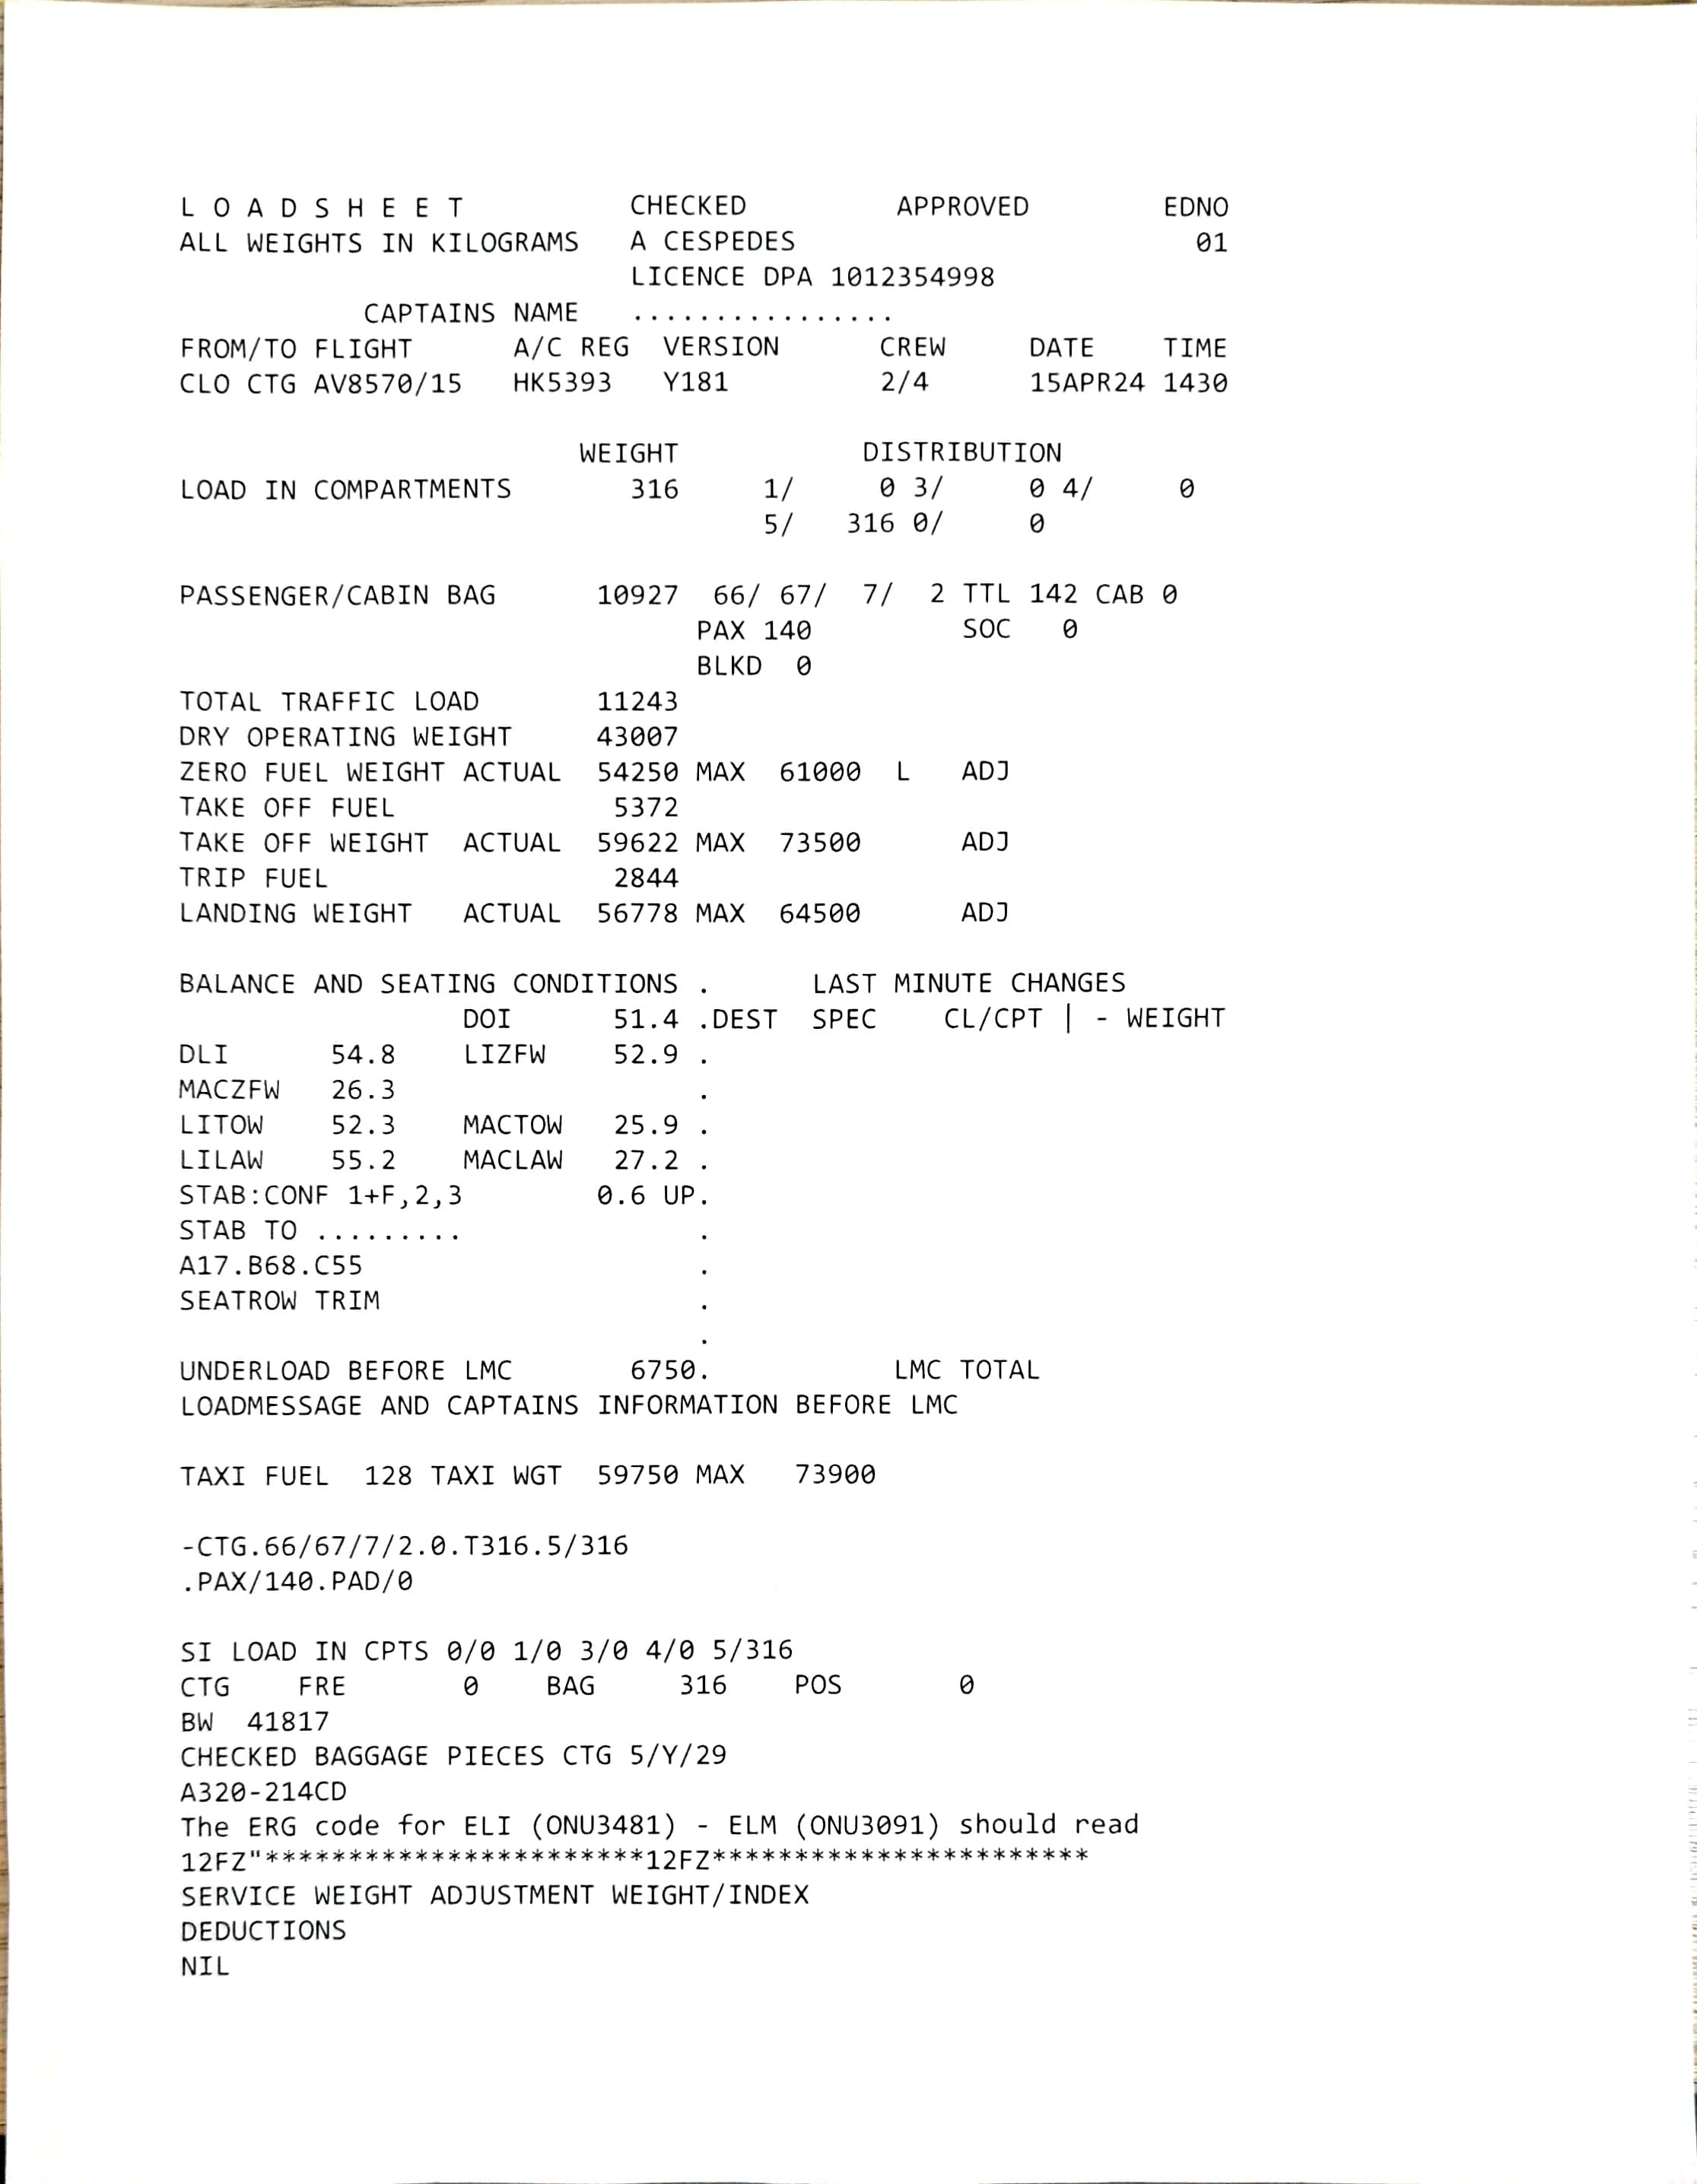 L O A D S H E E T          CHECKED         APPROVED        EDNO
ALL WEIGHTS IN KILOGRAMS   A CESPEDES                        01
                           LICENCE DPA 1012354998
           CAPTAINS NAME   ................
FROM/TO FLIGHT      A/C REG  VERSION      CREW     DATE    TIME
CLO CTG AV8570/15   HK5393   Y181         2/4      15APR24 1430
                        WEIGHT           DISTRIBUTION
LOAD IN COMPARTMENTS       316     1/     0 3/     0 4/     0
                                   5/   316 0/     0
PASSENGER/CABIN BAG      10927  66/ 67/  7/  2 TTL 142 CAB 0
                               PAX 140         SOC   0
                               BLKD  0
TOTAL TRAFFIC LOAD       11243
DRY OPERATING WEIGHT     43007
ZERO FUEL WEIGHT ACTUAL  54250 MAX  61000  L   ADJ
TAKE OFF FUEL             5372
TAKE OFF WEIGHT  ACTUAL  59622 MAX  73500      ADJ
TRIP FUEL                 2844
LANDING WEIGHT   ACTUAL  56778 MAX  64500      ADJ
BALANCE AND SEATING CONDITIONS .      LAST MINUTE CHANGES
                 DOI      51.4 .DEST  SPEC    CL/CPT | - WEIGHT
DLI      54.8    LIZFW    52.9 .
MACZFW   26.3                  .
LITOW    52.3    MACTOW   25.9 .
LILAW    55.2    MACLAW   27.2 .
STAB:CONF 1+F,2,3        0.6 UP.
STAB TO .........              .
A17.B68.C55                    .
SEATROW TRIM                   .
                               .
UNDERLOAD BEFORE LMC       6750.           LMC TOTAL
LOADMESSAGE AND CAPTAINS INFORMATION BEFORE LMC
TAXI FUEL  128 TAXI WGT  59750 MAX   73900
-CTG.66/67/7/2.0.T316.5/316
.PAX/140.PAD/0
SI LOAD IN CPTS 0/0 1/0 3/0 4/0 5/316
CTG    FRE       0    BAG     316    POS       0
BW  41817
CHECKED BAGGAGE PIECES CTG 5/Y/29
A320-214CD
The ERG code for ELI (ONU3481) - ELM (ONU3091) should read
12FZ"***********************12FZ***********************
SERVICE WEIGHT ADJUSTMENT WEIGHT/INDEX
DEDUCTIONS
NIL